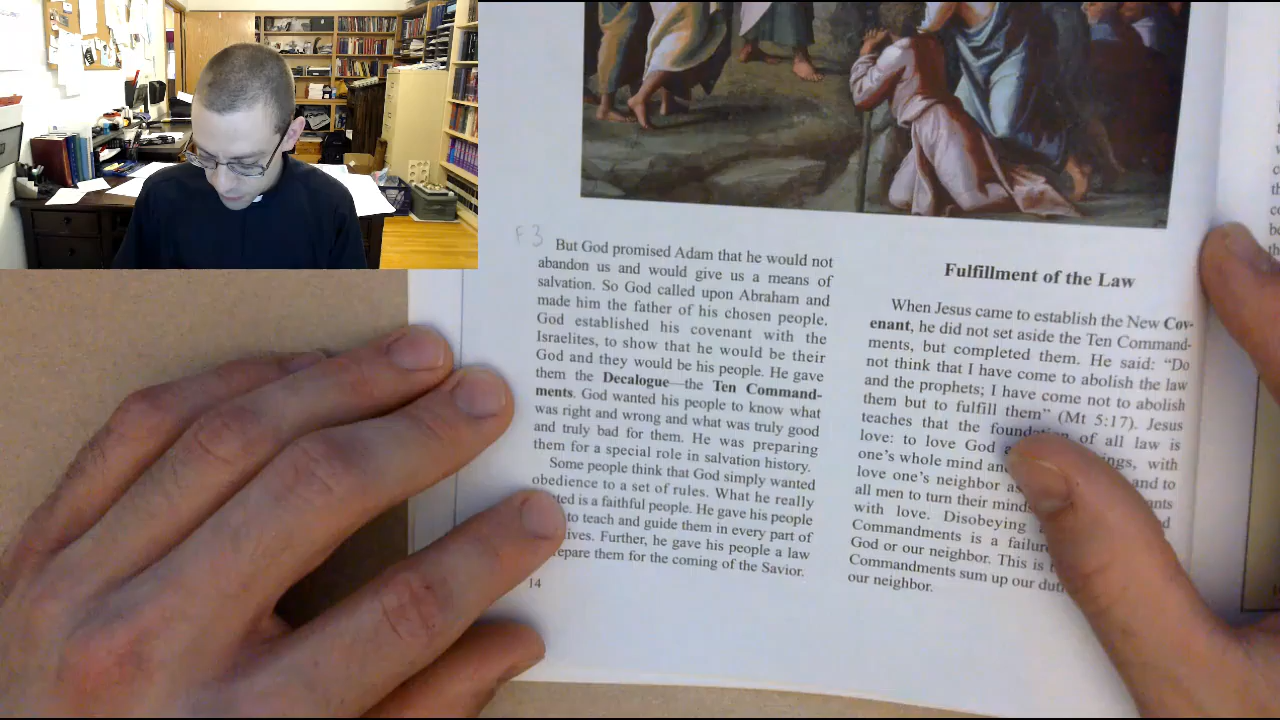 F3
But God promised Adam that he would not
abandon us and would give us a means of
salvation. So God called upon Abraham and
made him the father of his chosen people.
God established his covenant with the
Israelites, to show that he would be their
God and they would be his people. He gave
them the Decalogue—the Ten Command-
ments. God wanted his people to know what
was right and wrong and what was truly good
and truly bad for them. He was preparing
them for a special role in salvation history.
Some people think that God simply wanted
obedience to a set of rules. What he really
is a faithful people. He gave his people
to teach and guide them in every part of
Further, he gave his people a law
them for the coming of the Savior.
14
Fulfillment of the Law
When Jesus came to establish the New Cov-
enant, he did not set aside the Ten Command-
ments, but completed them. He said: “Do
not think that I have come to abolish the law
and the prophets; I have come not to abolish
them but to fulfill them” (Mt 5:17). Jesus
teaches that the foundation of all law is
love: to love God with
one’s whole mind and to
love one’s neighbor as
all men to turn their minds
with love. Disobeying
Commandments is a failure
God or our neighbor. This is
Commandments sum up our
our neighbor.